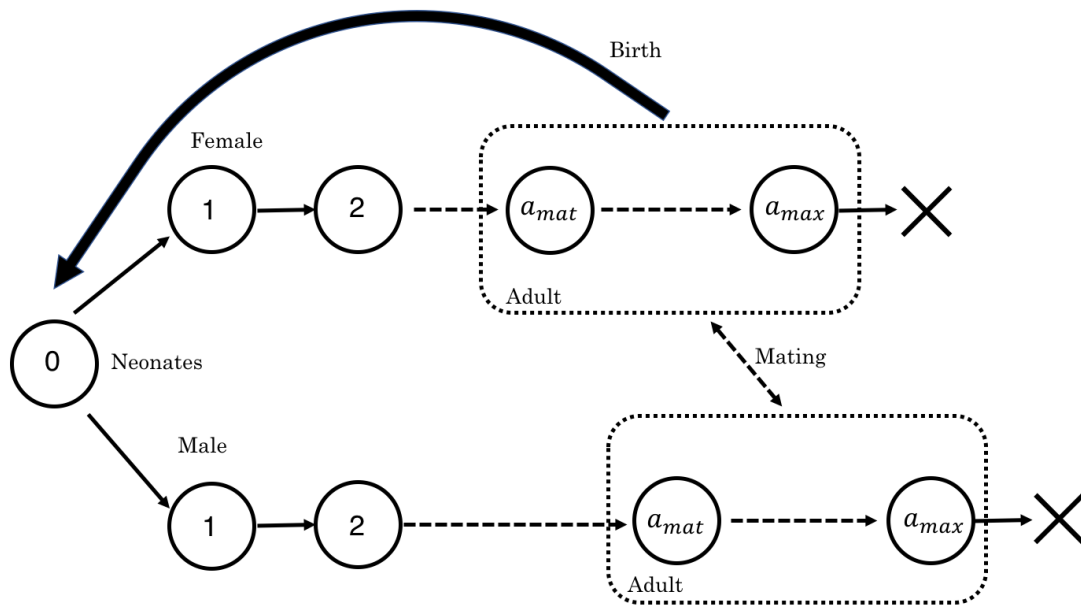 Birth
Female
1
2
a_mat
a_max
Adult
Mating
0
Neonates
Male
1
2
a_mat
a_max
Adult